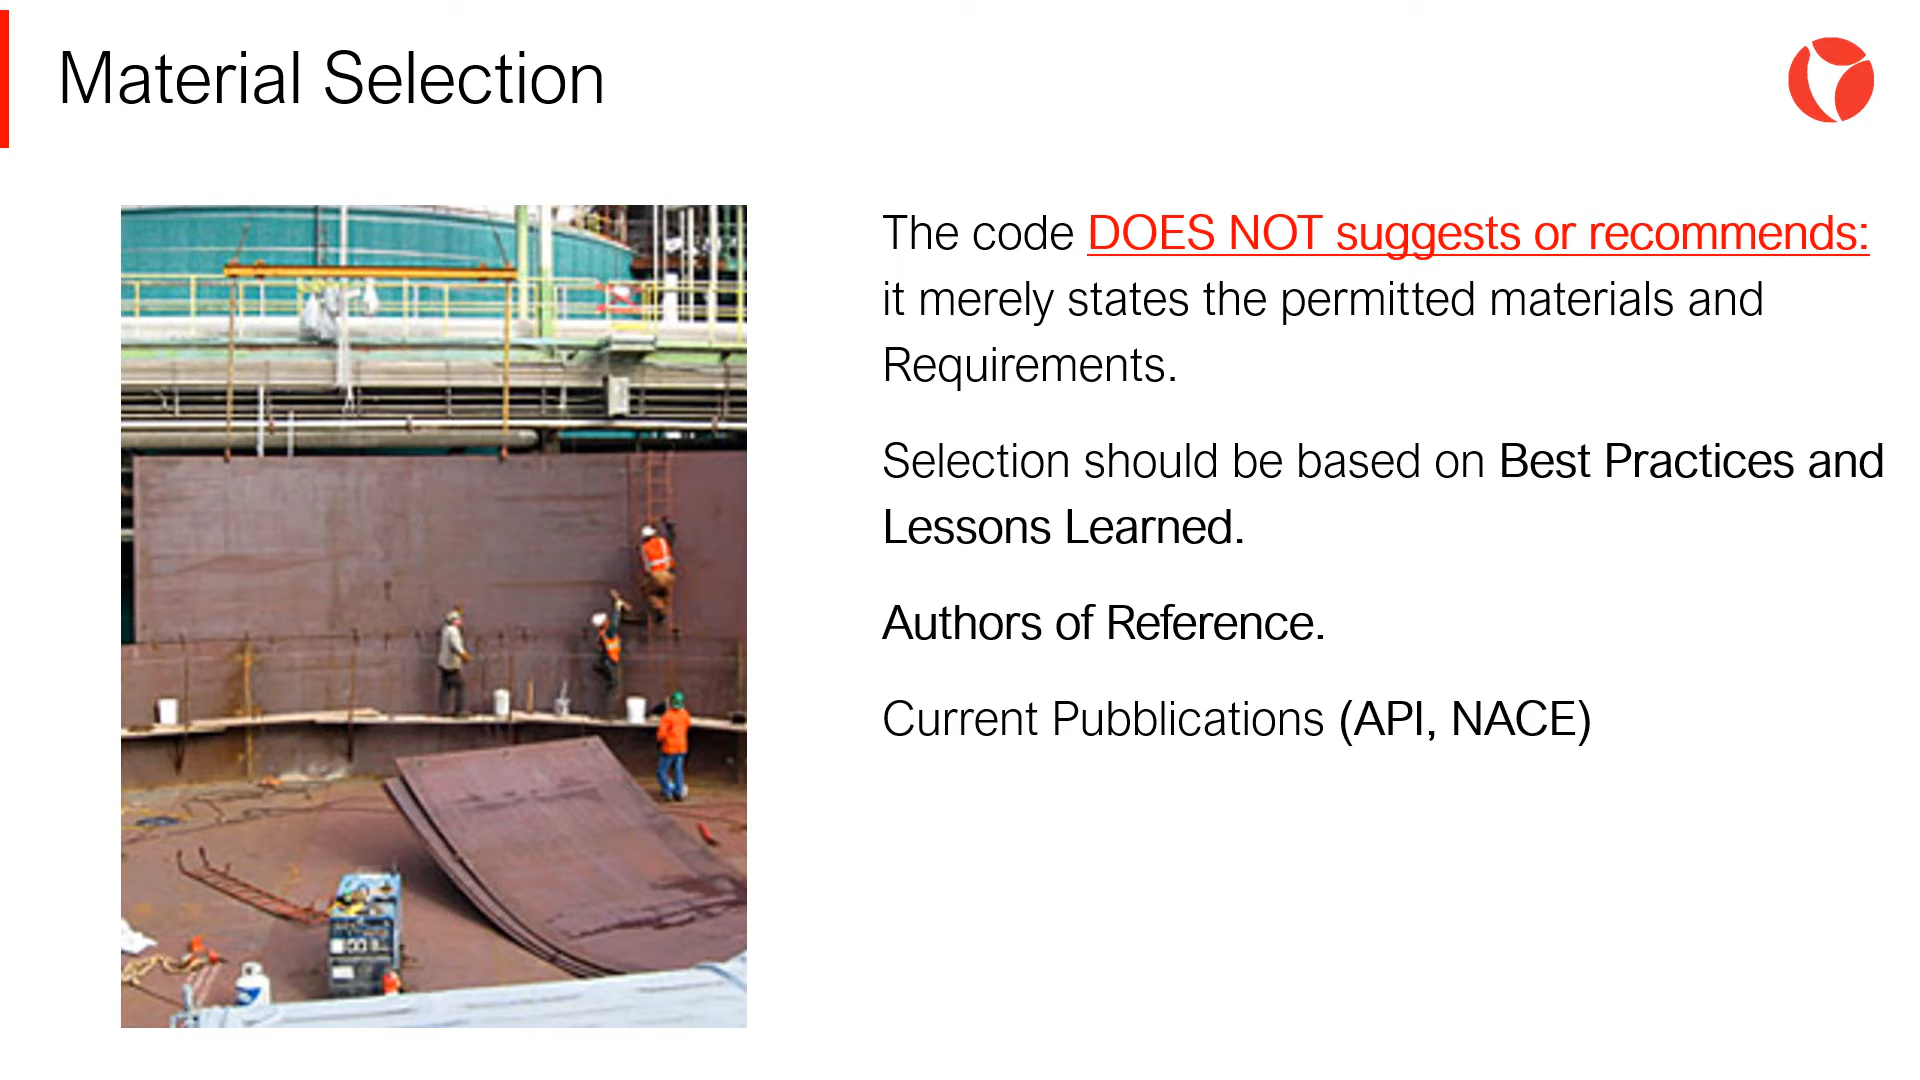 Material Selection
The code DOES NOT suggests or recommends:
it merely states the permitted materials and
Requirements.
Selection should be based on Best Practices and
Lessons Learned.
Authors of Reference.
Current Pubblications (API, NACE)